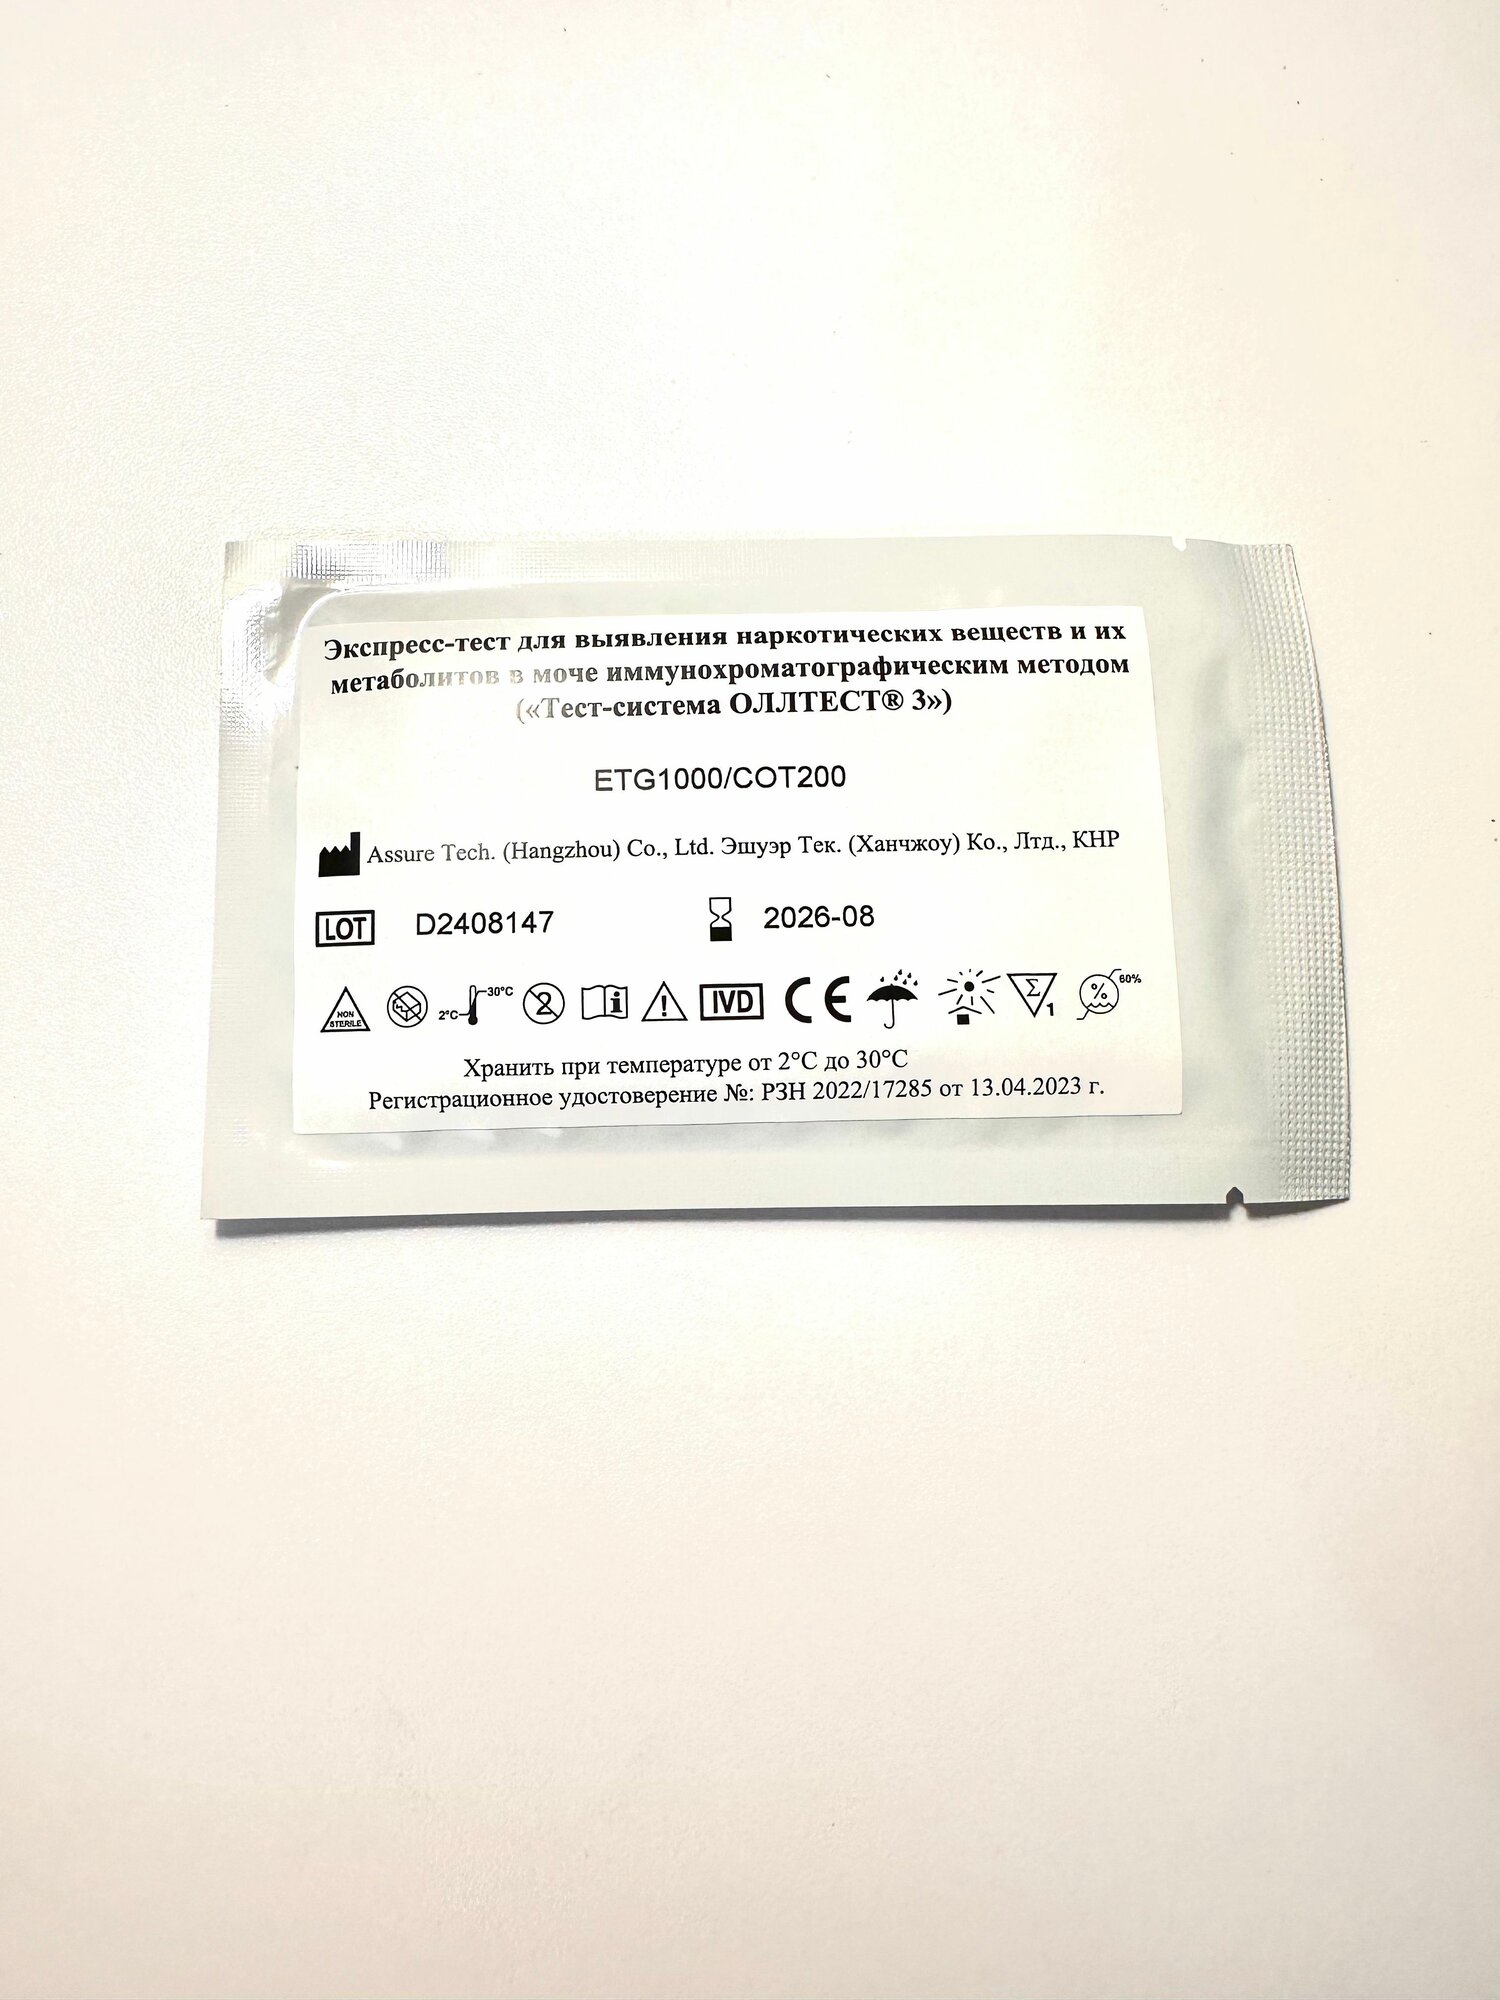 Экспресс-тест для выявления наркотических веществ и их
метаболитов в моче иммунохроматографическим методом
(«Тест-система ОЛЛТЕСТ® 3»)
ETG1000/COT200
Assure Tech. (Hangzhou) Co., Ltd. Эшуэр Тек. (Ханчжоу) Ко., Лтд., КНР
LOT D2408147 2026-08
NON STERILE 2°C 30°C 2 i ! IVD CE Σ 1 % 60%
Хранить при температуре от 2°C до 30°C
Регистрационное удостоверение №: РЗН 2022/17285 от 13.04.2023 г.